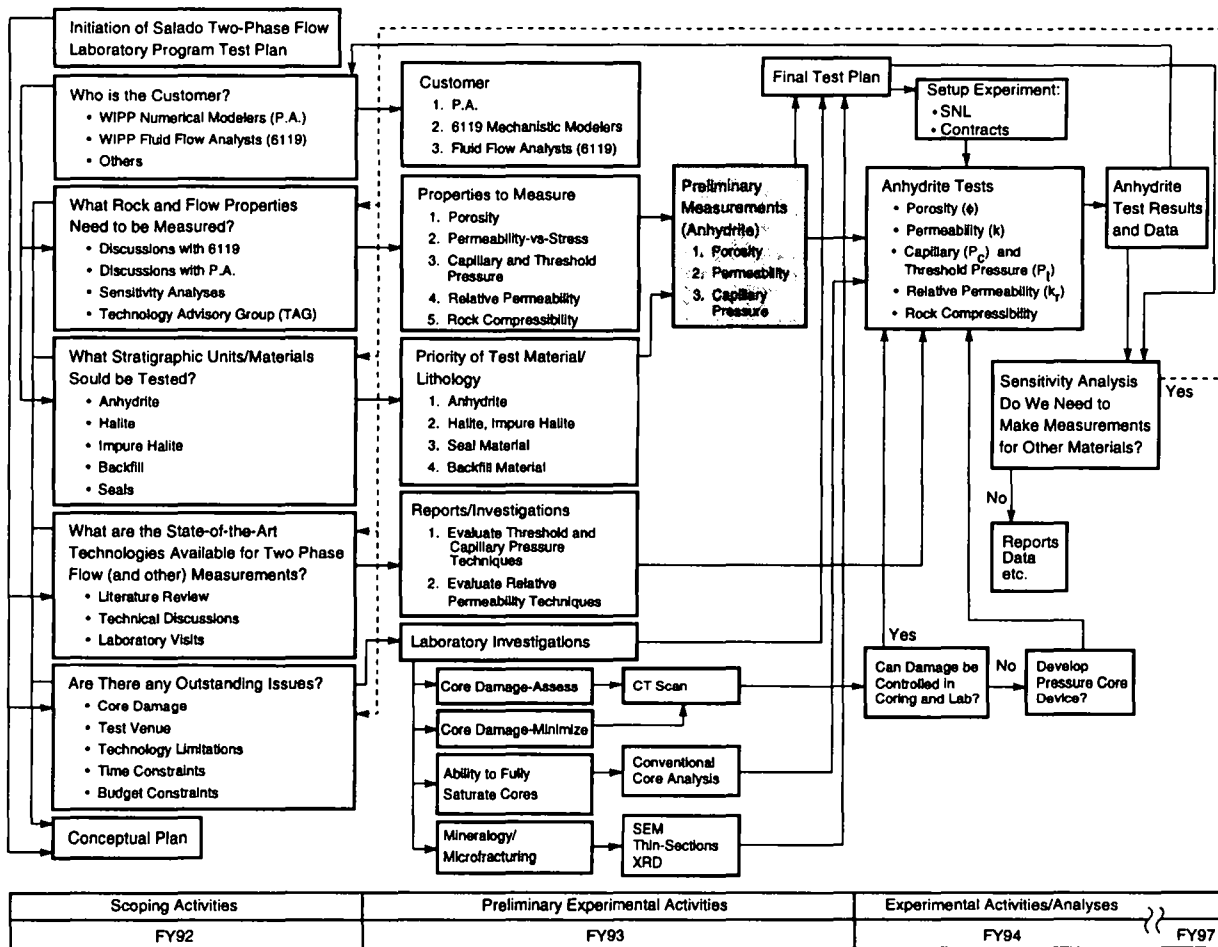 Initiation of Salado Two-Phase Flow
Laboratory Program Test Plan
Who is the Customer?
• WIPP Numerical Modelers (P.A.)
• WIPP Fluid Flow Analysts (6119)
• Others
What Rock and Flow Properties
Need to be Measured?
• Discussions with 6119
• Discussions with P.A.
• Sensitivity Analyses
• Technology Advisory Group (TAG)
What Stratigraphic Units/Materials
Sould be Tested?
• Anhydrite
• Halite
• Impure Halite
• Backfill
• Seals
What are the State-of-the-Art
Technologies Available for Two Phase
Flow (and other) Measurements?
• Literature Review
• Technical Discussions
• Laboratory Visits
Are There any Outstanding Issues?
• Core Damage
• Test Venue
• Technology Limitations
• Time Constraints
• Budget Constraints
Conceptual Plan
Customer
1. P.A.
2. 6119 Mechanistic Modelers
3. Fluid Flow Analysts (6119)
Properties to Measure
1. Porosity
2. Permeability-vs-Stress
3. Capillary and Threshold
Pressure
4. Relative Permeability
5. Rock Compressibility
Priority of Test Material/
Lithology
1. Anhydrite
2. Halite, Impure Halite
3. Seal Material
4. Backfill Material
Reports/Investigations
1. Evaluate Threshold and
Capillary Pressure
Techniques
2. Evaluate Relative
Permeability Techniques
Laboratory Investigations
Core Damage-Assess
CT Scan
Core Damage-Minimize
Ability to Fully
Saturate Cores
Conventional
Core Analysis
Mineralogy/
Microfracturing
SEM
Thin-Sections
XRD
Preliminary
Measurements
(Anhydrite)
1. Porosity
2. Permeability
3. Capillary
Pressure
Final Test Plan
Setup Experiment:
• SNL
• Contracts
Anhydrite Tests
• Porosity (ϕ)
• Permeability (k)
• Capillary (Pc) and
Threshold Pressure (Pt)
• Relative Permeability (kr)
• Rock Compressibility
Anhydrite
Test Results
and Data
Sensitivity Analysis
Do We Need to
Make Measurements
for Other Materials?
Yes
No
Reports
Data
etc.
Yes
Can Damage be
Controlled in
Coring and Lab?
No
Develop
Pressure Core
Device?
Scoping Activities
Preliminary Experimental Activities
Experimental Activities/Analyses
FY92
FY93
FY94
FY97